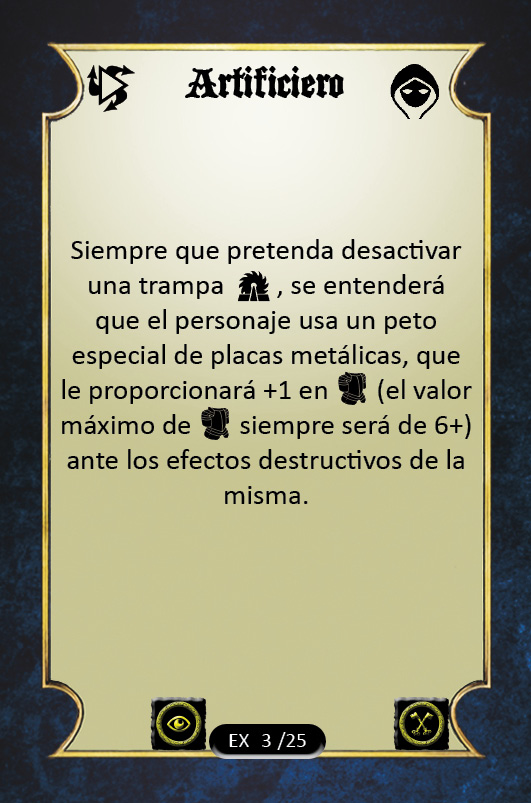 Artificiero
Siempre que pretenda desactivar
una trampa , se entenderá
que el personaje usa un peto
especial de placas metálicas, que
le proporcionará +1 en (el valor
máximo de siempre será de 6+)
ante los efectos destructivos de la
misma.
EX 3 /25